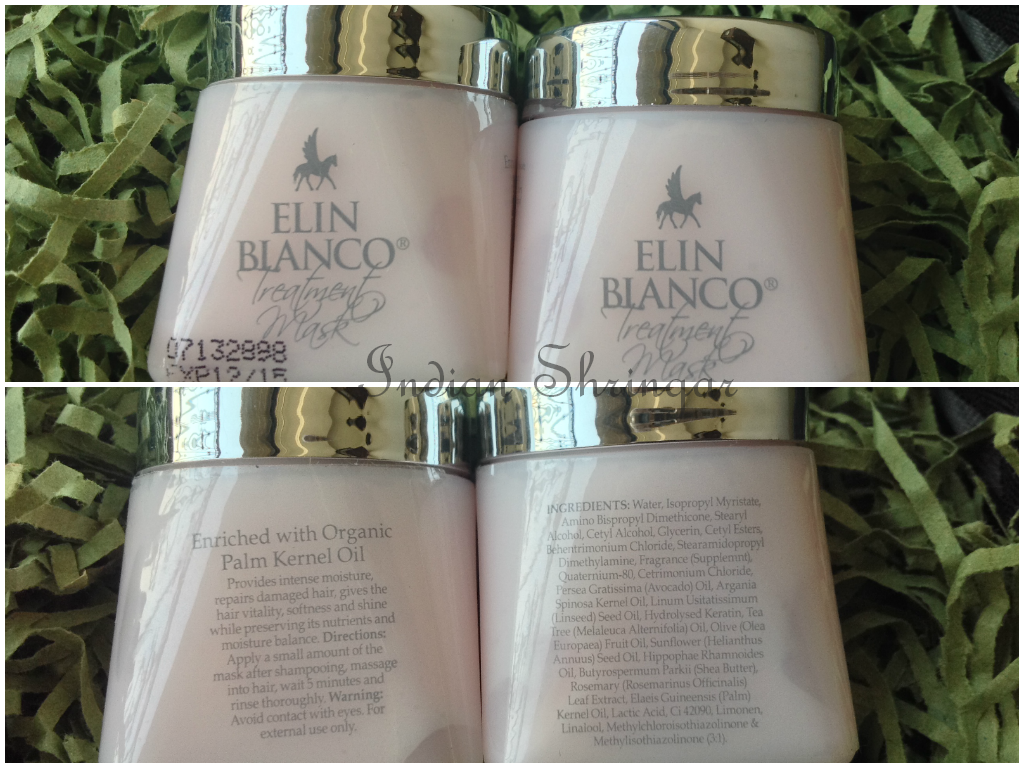 ELIN
BIANCO®
Treatment
Mask
07132898
EXP12/15
ELIN
BIANCO®
Treatment
Mask
Indian Shringar
Enriched with Organic
Palm Kernel Oil
Provides intense moisture,
repairs damaged hair, gives the
hair vitality, softness and shine
while preserving its nutrients and
moisture balance. Directions:
Apply a small amount of the
mask after shampooing, massage
into hair, wait 5 minutes and
rinse thoroughly. Warning:
Avoid contact with eyes. For
external use only.
INGREDIENTS: Water, Isopropyl Myristate,
Amino Bispropyl Dimethicone, Stearyl
Alcohol, Cetyl Alcohol, Glycerin, Cetyl Esters,
Behentrimonium Chloride, Stearamidopropyl
Dimethylamine, Fragrance (Supplemnt),
Quaternium-80, Cetrimonium Chloride,
Persea Gratissima (Avocado) Oil, Argania
Spinosa Kernel Oil, Linum Usitatissimum
(Linseed) Seed Oil, Hydrolysed Keratin, Tea
Tree (Melaleuca Alternifolia) Oil, Olive (Olea
Europaea) Fruit Oil, Sunflower (Helianthus
Annuus) Seed Oil, Hippophae Rhamnoides
Oil, Butyrospermum Parkii (Shea Butter),
Rosemary (Rosemarinus Officinalis)
Leaf Extract, Elaeis Guineensis (Palm)
Kernel Oil, Lactic Acid, Ci 42090, Limonen,
Linalool, Methylchloroisothiazolinone &
Methylisothiazolinone (3:1).